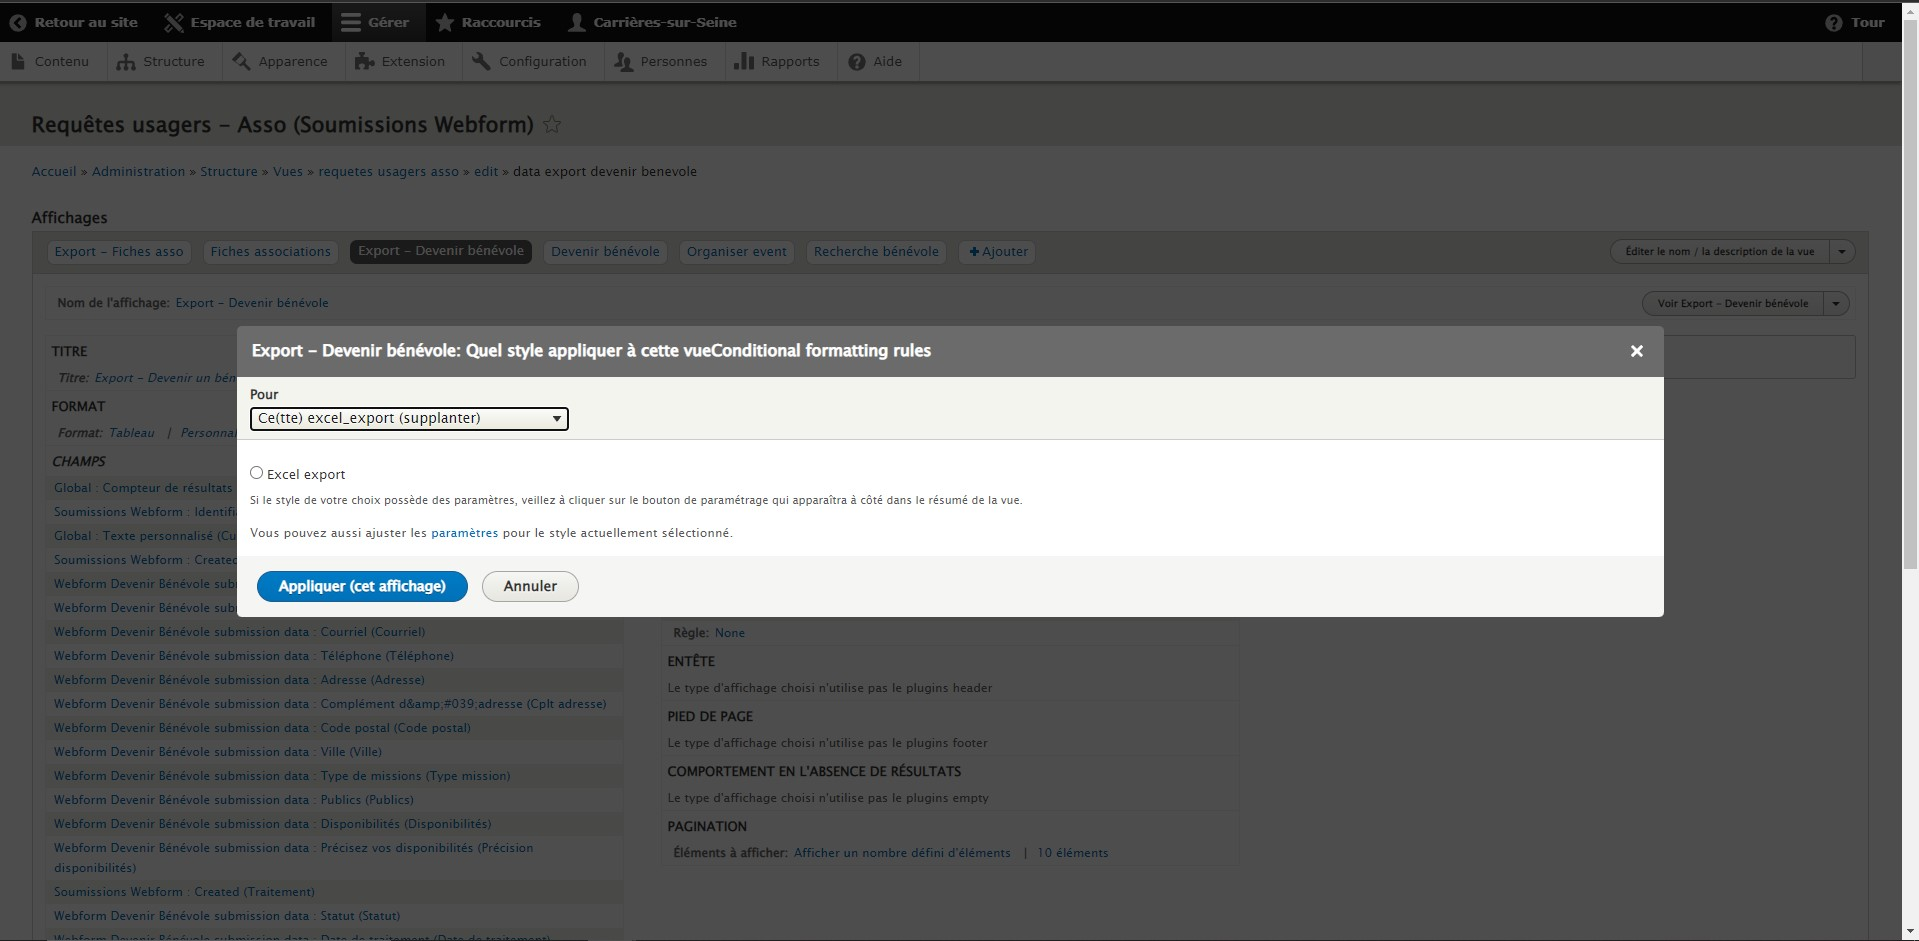 Retour au site Espace de travail Gérer Raccourcis Carrières-sur-Seine Tour
Contenu Structure Apparence Extension Configuration Personnes Rapports Aide
Requêtes usagers – Asso (Soumissions Webform)
Accueil » Administration » Structure » Vues » requetes usagers asso » edit » data export devenir benevole
Affichages
Export – Fiches asso Fiches associations Export – Devenir bénévole Devenir bénévole Organiser event Recherche bénévole + Ajouter Éditer le nom / la description de la vue
Nom de l'affichage: Export – Devenir bénévole Voir Export – Devenir bénévole
Export – Devenir bénévole: Quel style appliquer à cette vueConditional formatting rules
Pour
Ce(tte) excel_export (supplanter)
Excel export
Si le style de votre choix possède des paramètres, veillez à cliquer sur le bouton de paramétrage qui apparaîtra à côté dans le résumé de la vue.
Vous pouvez aussi ajuster les paramètres pour le style actuellement sélectionné.
Appliquer (cet affichage) Annuler
TITRE
Titre: Export – Devenir un bén
FORMAT
Format: Tableau | Personnal
CHAMPS
Global : Compteur de résultats
Soumissions Webform : Identifi
Global : Texte personnalisé (Cu
Soumissions Webform : Created
Webform Devenir Bénévole sub
Webform Devenir Bénévole sub
Webform Devenir Bénévole submission data : Courriel (Courriel)
Webform Devenir Bénévole submission data : Téléphone (Téléphone)
Webform Devenir Bénévole submission data : Adresse (Adresse)
Webform Devenir Bénévole submission data : Complément d&amp;#039;adresse (Cplt adresse)
Webform Devenir Bénévole submission data : Code postal (Code postal)
Webform Devenir Bénévole submission data : Ville (Ville)
Webform Devenir Bénévole submission data : Type de missions (Type mission)
Webform Devenir Bénévole submission data : Publics (Publics)
Webform Devenir Bénévole submission data : Disponibilités (Disponibilités)
Webform Devenir Bénévole submission data : Précisez vos disponibilités (Précision
disponibilités)
Soumissions Webform : Created (Traitement)
Webform Devenir Bénévole submission data : Statut (Statut)
Webform Devenir Bénévole submission data : Date de traitement (Date de traitement)
Règle: None
ENTÊTE
Le type d'affichage choisi n'utilise pas le plugins header
PIED DE PAGE
Le type d'affichage choisi n'utilise pas le plugins footer
COMPORTEMENT EN L'ABSENCE DE RÉSULTATS
Le type d'affichage choisi n'utilise pas le plugins empty
PAGINATION
Éléments à afficher: Afficher un nombre défini d'éléments | 10 éléments